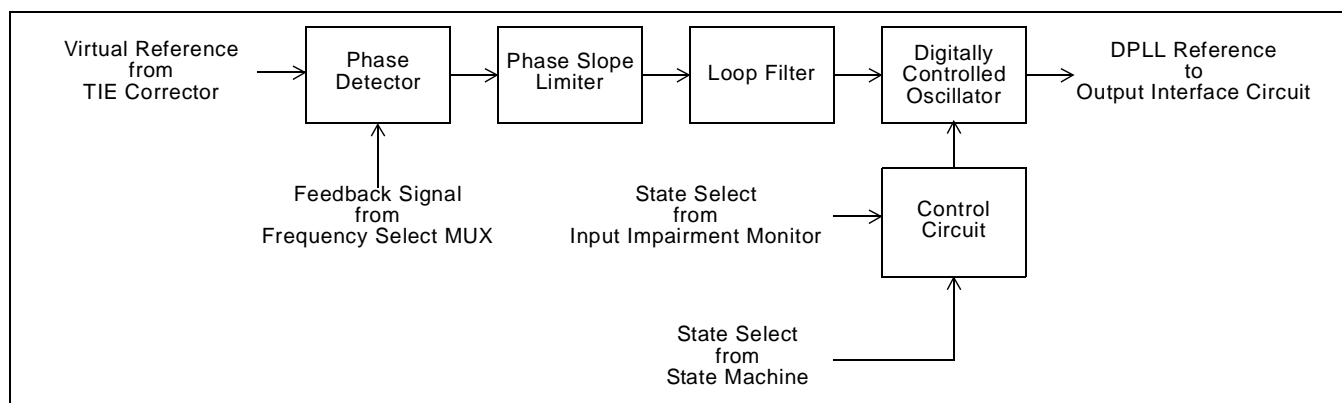 Virtual Reference
from
TIE Corrector
Phase
Detector
Phase Slope
Limiter
Loop Filter
Digitally
Controlled
Oscillator
DPLL Reference
to
Output Interface Circuit
Feedback Signal
from
Frequency Select MUX
State Select
from
Input Impairment Monitor
Control
Circuit
State Select
from
State Machine